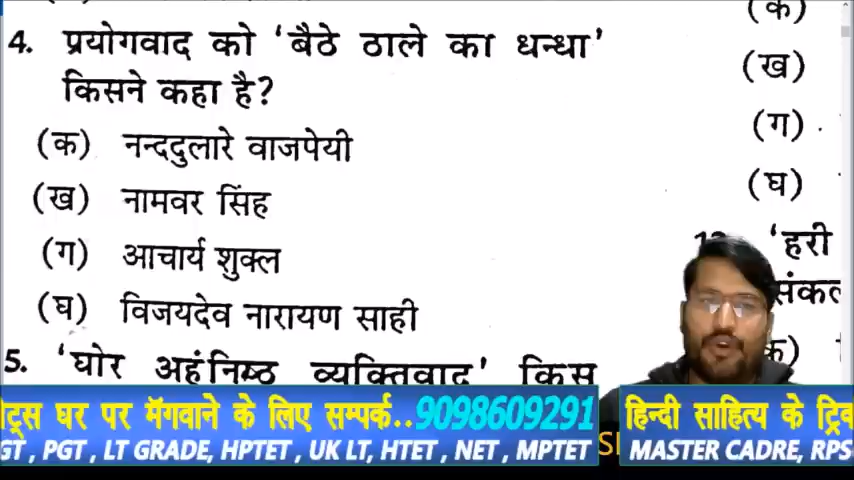 4. प्रयोगवाद को 'बैठे ठाले का धन्धा'
किसने कहा है?
(क) नन्ददुलारे वाजपेयी
(ख) नामवर सिंह
(ग) आचार्य शुक्ल
(घ) विजयदेव नारायण साही
5. 'घोर अहंनिष्ठ व्यक्तिवाद' किस
(क)
(ख)
(ग)
(घ)
'हरी
संकल
क)
ट्स घर पर मॅगवाने के लिए सम्पर्क..9098609291
GT , PGT , LT GRADE, HPTET , UK LT, HTET , NET , MPTET
हिन्दी साहित्य के ट्रिव
MASTER CADRE, RPS